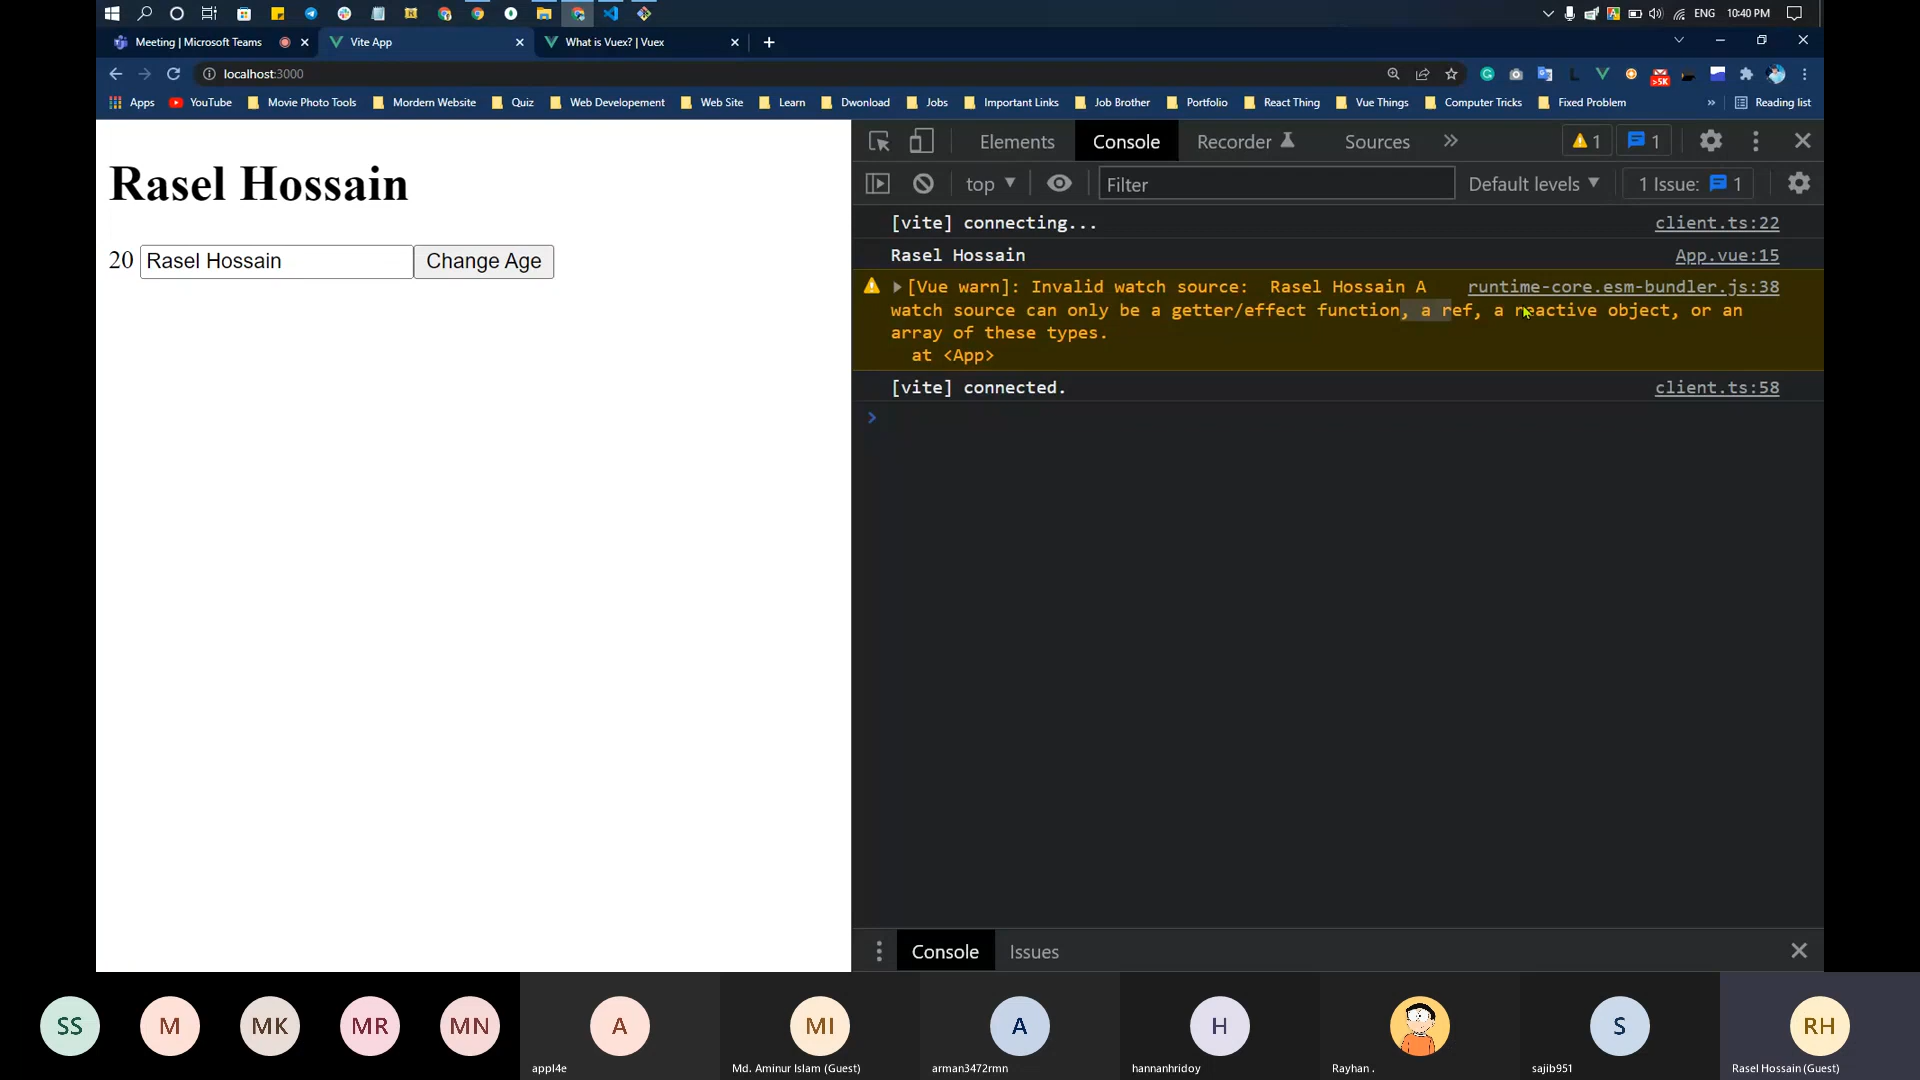 ENG 10:40 PM
Meeting | Microsoft Teams
Vite App
What is Vuex? | Vuex
localhost:3000
>5K
Apps YouTube Movie Photo Tools Mordern Website Quiz Web Developement Web Site Learn Dwonload Jobs Important Links Job Brother Portfolio React Thing Vue Things Computer Tricks Fixed Problem » Reading list
Rasel Hossain
20 Rasel Hossain Change Age
Elements Console Recorder Sources 1 1
top Filter Default levels 1 Issue: 1
[vite] connecting... client.ts:22
Rasel Hossain App.vue:15
[Vue warn]: Invalid watch source: Rasel Hossain A runtime-core.esm-bundler.js:38
watch source can only be a getter/effect function, a ref, a reactive object, or an
array of these types.
at <App>
[vite] connected. client.ts:58
Console Issues
SS M MK MR MN A MI A H S RH
appl4e Md. Aminur Islam (Guest) arman3472rmn hannanhridoy Rayhan . sajib951 Rasel Hossain (Guest)